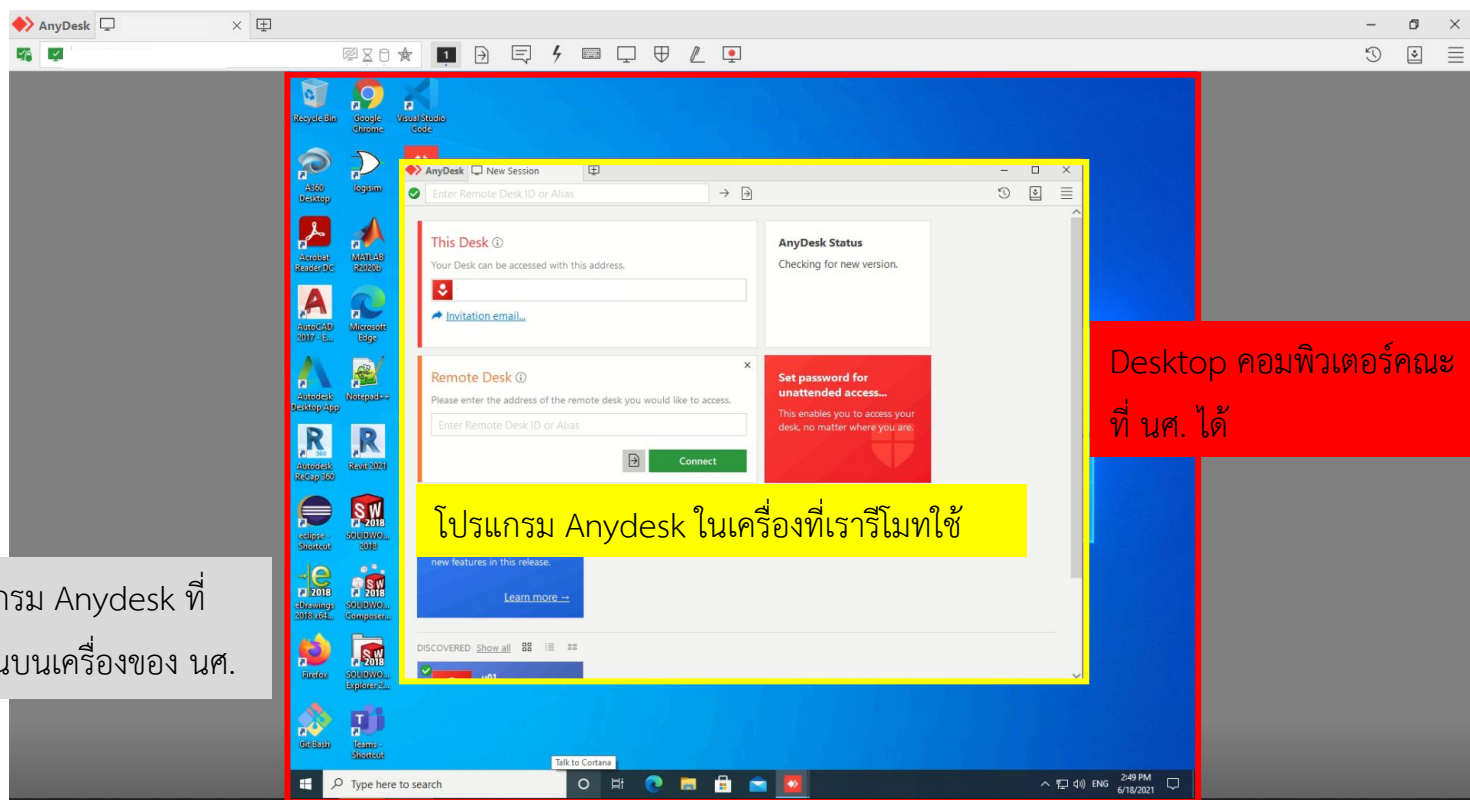 AnyDesk
1
Recycle Bin
Google Chrome
Visual Studio Code
A360 Desktop
logisim
Acrobat Reader DC
MATLAB R2020b
AutoCAD 2017 - E...
Microsoft Edge
Autodesk Desktop App
Notepad++
Autodesk ReCap 360
Revit 2021
eclipse - Shortcut
SOLIDWO... 2018
eDrawings 2018 x64...
SOLIDWO... Composer...
Firefox
SOLIDWO... Explorer 2...
Git Bash
Teams - Shortcut
AnyDesk New Session
Enter Remote Desk ID or Alias
This Desk
Your Desk can be accessed with this address.
Invitation email...
AnyDesk Status
Checking for new version.
Remote Desk
Please enter the address of the remote desk you would like to access.
Enter Remote Desk ID or Alias
Connect
Set password for
unattended access...
This enables you to access your
desk, no matter where you are.
Desktop คอมพิวเตอร์คณะ
ที่ นศ. ได้
โปรแกรม Anydesk ในเครื่องที่เรารีโมทใช้
new features in this release.
Learn more →
กรม Anydesk ที่
นบนเครื่องของ นศ.
DISCOVERED Show all
Talk to Cortana
Type here to search
ENG
2:49 PM
6/18/2021